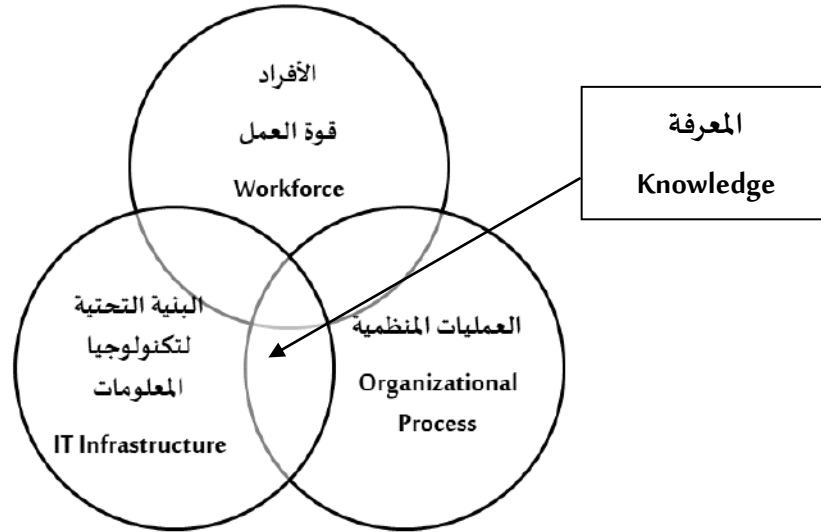 الأفراد
قوة العمل
Workforce
المعرفة
Knowledge
البنية التحتية
لتكنولوجيا
المعلومات
IT Infrastructure
العمليات المنظمية
Organizational
Process